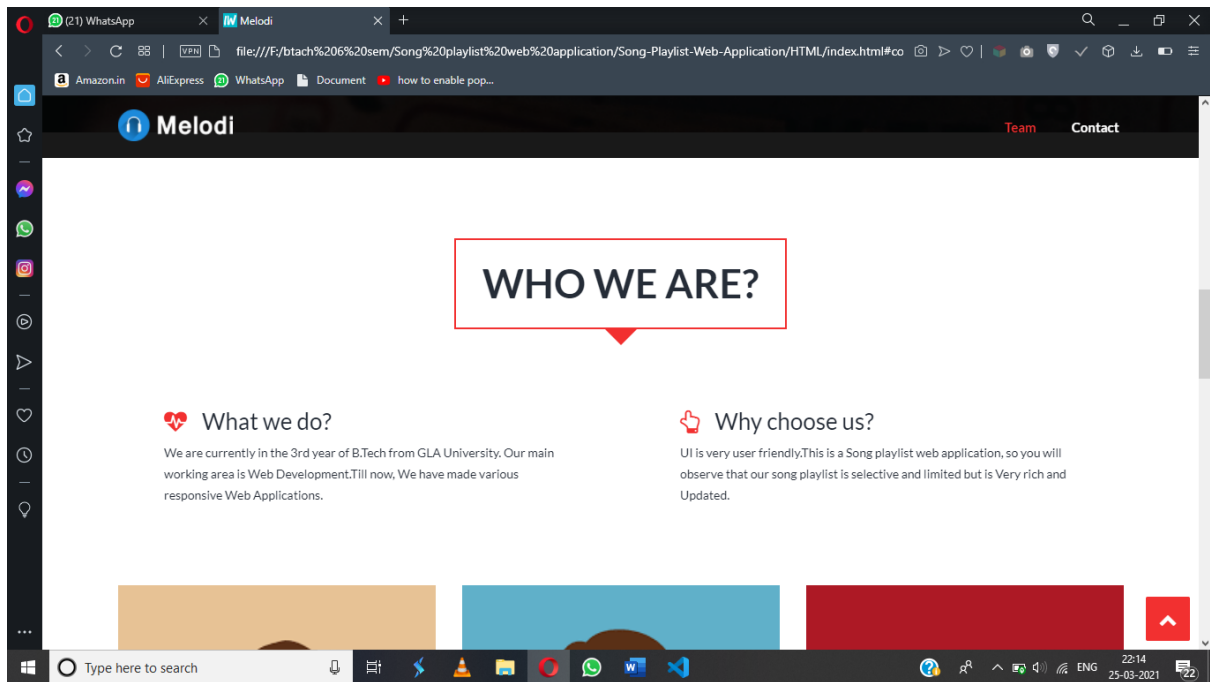 (21) WhatsApp
Melodi
VPN
file:///F:/btach%206%20sem/Song%20playlist%20web%20application/Song-Playlist-Web-Application/HTML/index.html#co
Amazon.in AliExpress WhatsApp Document how to enable pop...
Melodi
Team Contact
WHO WE ARE?
What we do?
We are currently in the 3rd year of B.Tech from GLA University. Our main
working area is Web Development.Till now, We have made various
responsive Web Applications.
Why choose us?
UI is very user friendly.This is a Song playlist web application, so you will
observe that our song playlist is selective and limited but is Very rich and
Updated.
Type here to search
ENG
22:14
25-03-2021
22